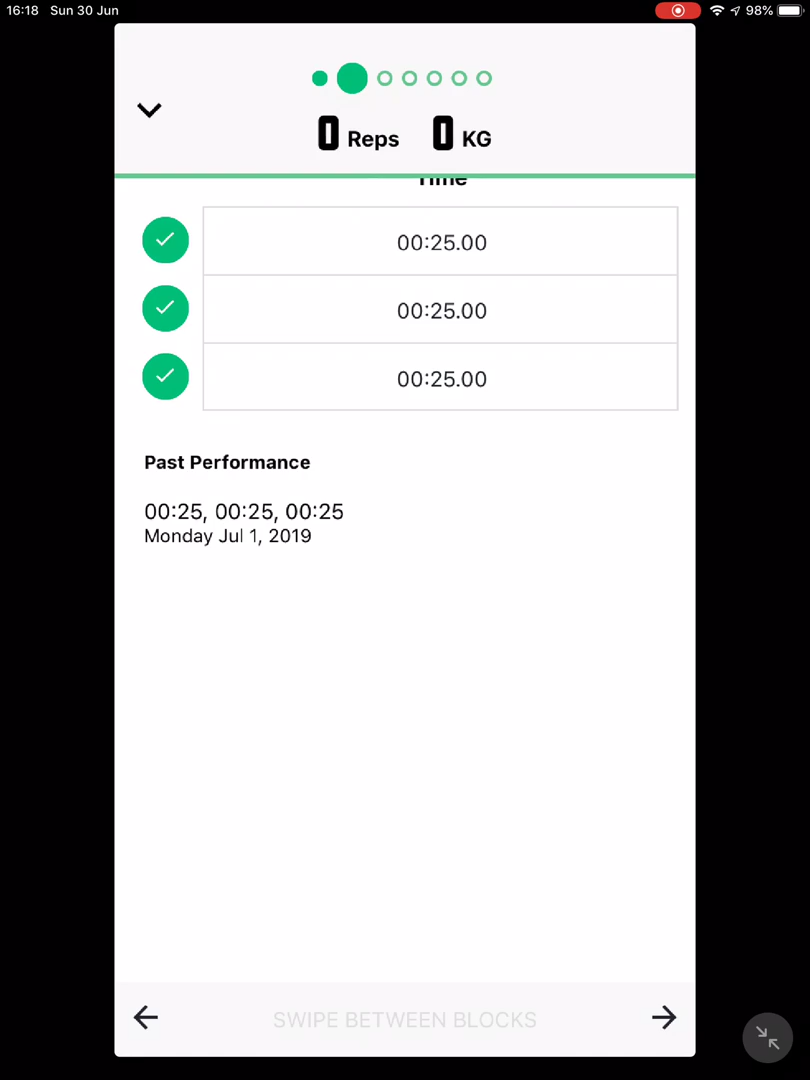 16:18 Sun 30 Jun 98%
0 Reps 0 KG
Time
00:25.00
00:25.00
00:25.00
Past Performance
00:25, 00:25, 00:25
Monday Jul 1, 2019
SWIPE BETWEEN BLOCKS